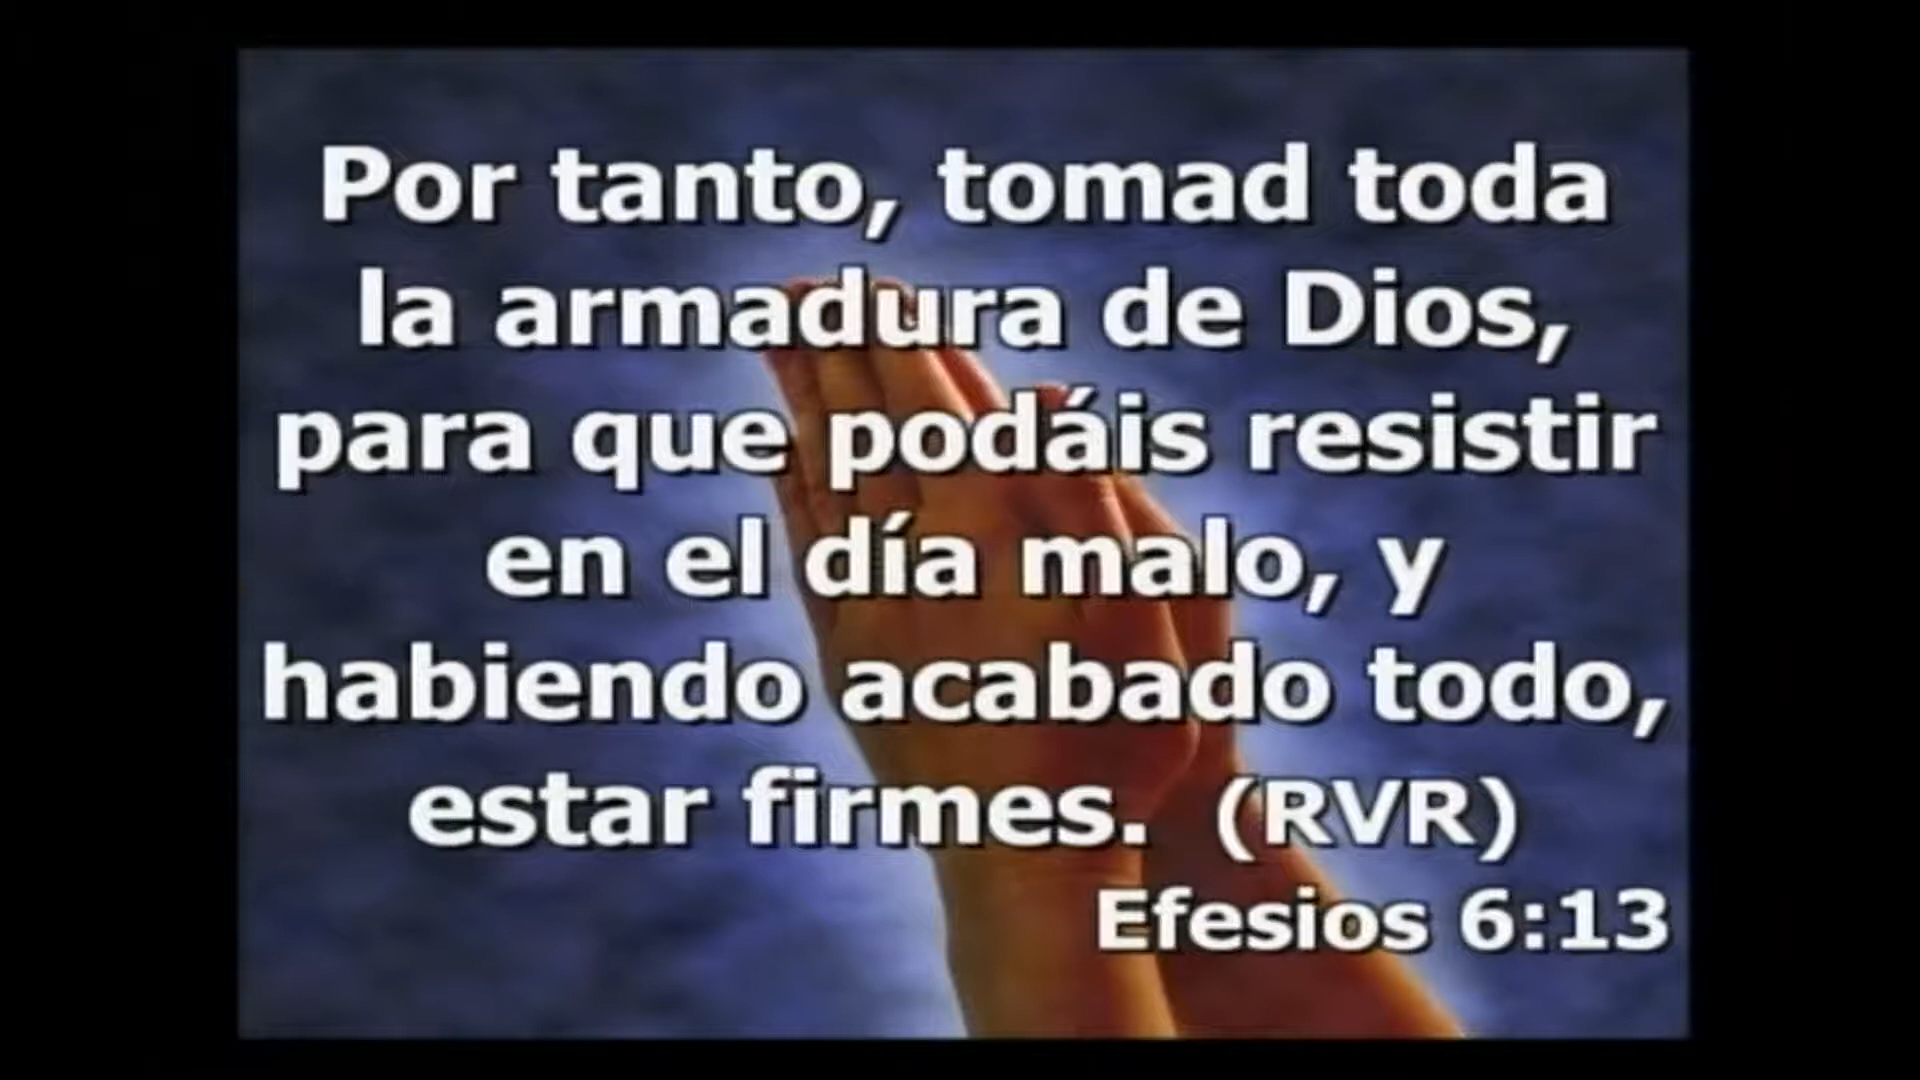 Por tanto, tomad toda
la armadura de Dios,
para que podáis resistir
en el día malo, y
habiendo acabado todo,
estar firmes. (RVR)
Efesios 6:13